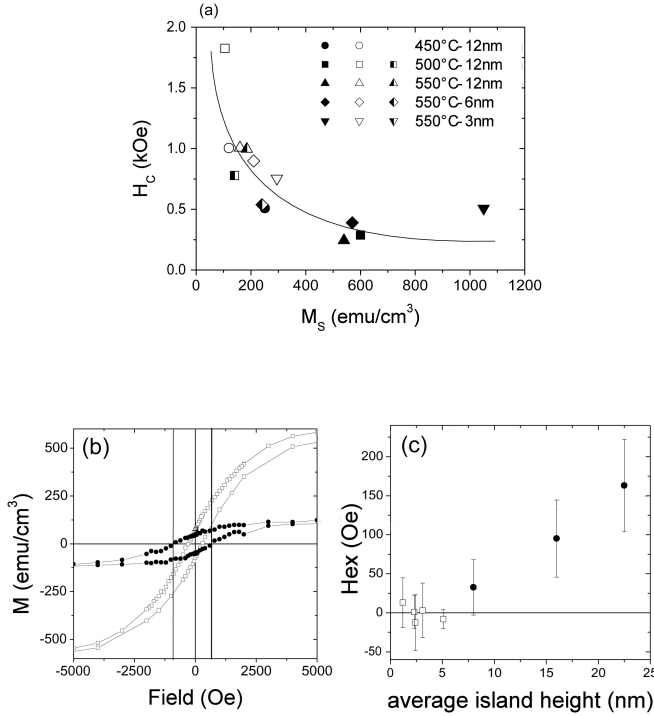 (a)
2.0
1.5
1.0
0.5
0.0
H_C (kOe)
450°C-12nm
500°C-12nm
550°C-12nm
550°C-6nm
550°C-3nm
0 200 400 600 800 1000 1200
M_S (emu/cm³)
(b)
500
250
0
-250
-500
M (emu/cm³)
-5000 -2500 0 2500 5000
Field (Oe)
(c)
200
150
100
50
0
-50
Hex (Oe)
0 5 10 15 20 25
average island height (nm)